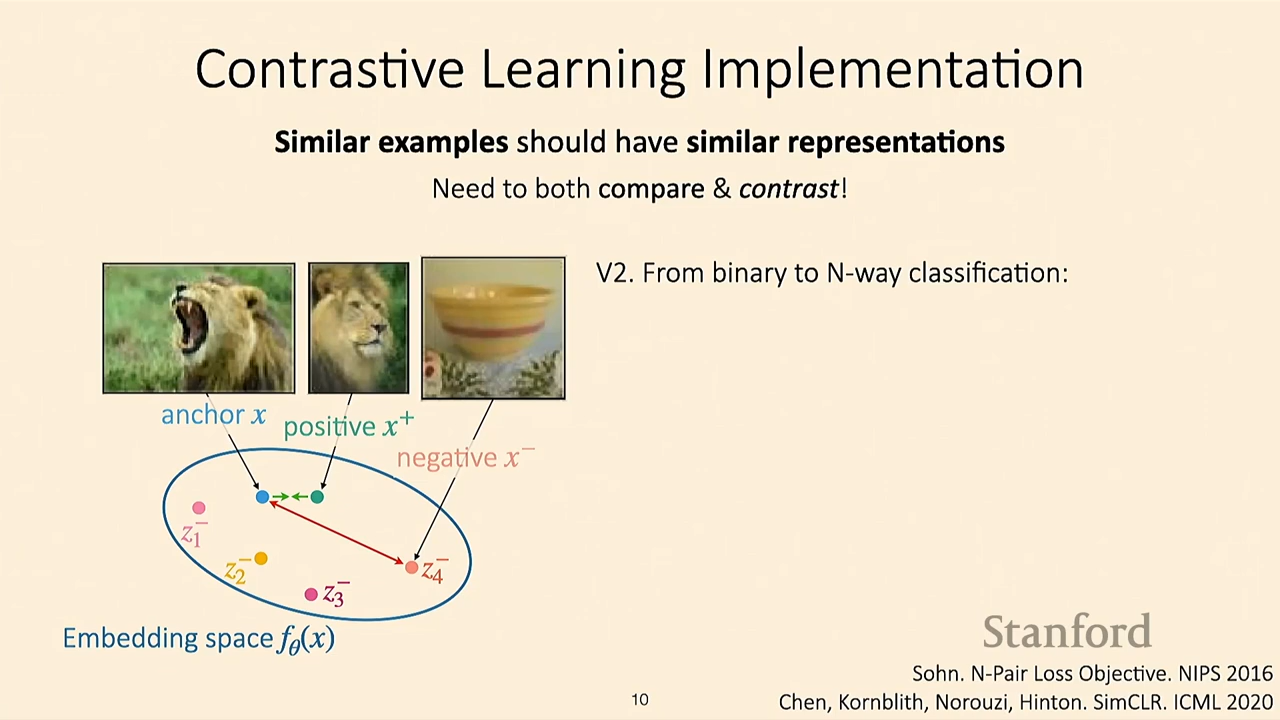 Contrastive Learning Implementation
Similar examples should have similar representations
Need to both compare & contrast!
V2. From binary to N-way classification:
anchor x
positive x⁺
negative x⁻
z₁⁻
z₂⁻
z₃⁻
z₄⁻
Embedding space f_θ(x)
Stanford
Sohn. N-Pair Loss Objective. NIPS 2016
Chen, Kornblith, Norouzi, Hinton. SimCLR. ICML 2020
10